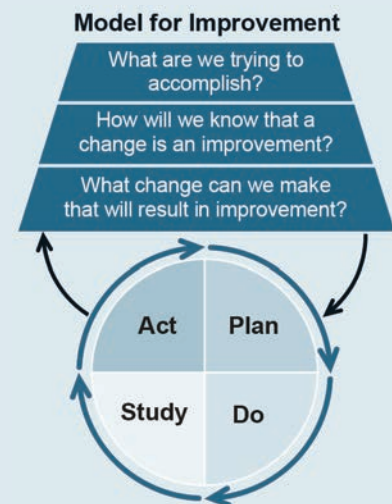 Model for Improvement
What are we trying to
accomplish?
How will we know that a
change is an improvement?
What change can we make
that will result in improvement?
Act
Plan
Study
Do